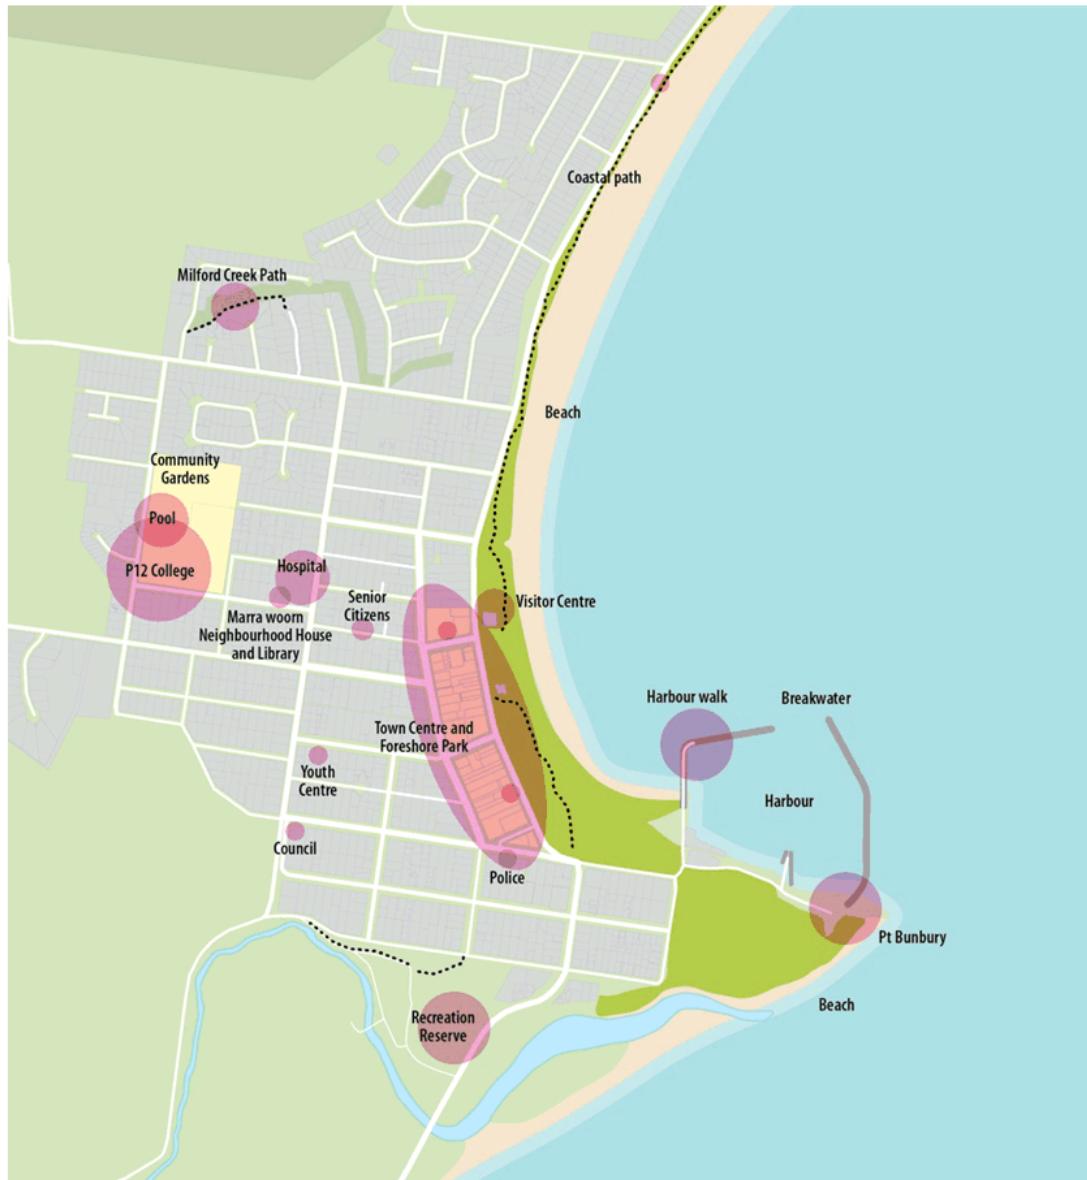 Coastal path
Milford Creek Path
Beach
Community
Gardens
Pool
P12 College
Hospital
Senior
Citizens
Visitor Centre
Marra woorn
Neighbourhood House
and Library
Harbour walk
Breakwater
Town Centre and
Foreshore Park
Youth
Centre
Harbour
Council
Police
Pt Bunbury
Beach
Recreation
Reserve